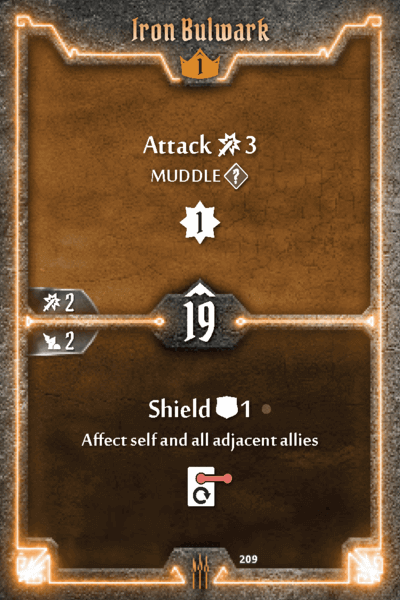 Iron Bulwark
1
Attack 3
MUDDLE ?
1
2
19
2
Shield 1
Affect self and all adjacent allies
209